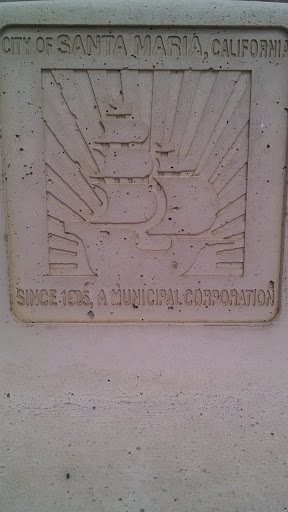 CITY OF SANTA MARIA, CALIFORNIA
SINCE 1905, A MUNICIPAL CORPORATION